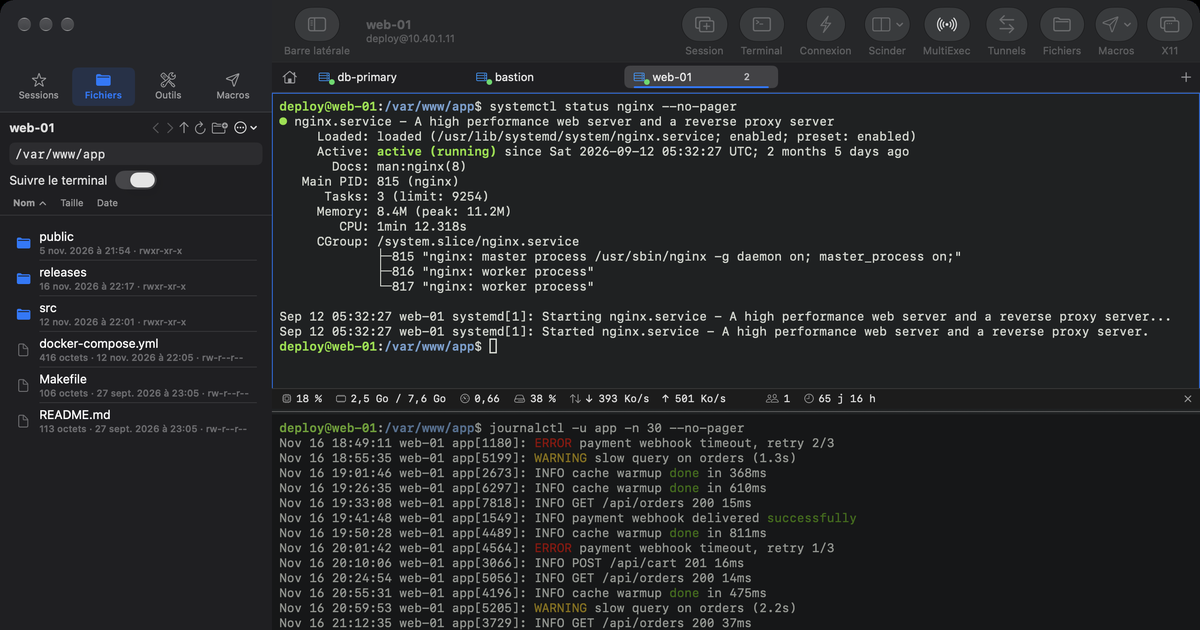 web-01
deploy@10.40.1.11
Barre latérale
Session
Terminal
Connexion
Scinder
MultiExec
Tunnels
Fichiers
Macros
X11
Sessions
Fichiers
Outils
Macros
db-primary
bastion
web-01
2
web-01
/var/www/app
Suivre le terminal
Nom
Taille
Date
public
5 nov. 2026 à 21:54 · rwxr-xr-x
releases
16 nov. 2026 à 22:17 · rwxr-xr-x
src
12 nov. 2026 à 22:01 · rwxr-xr-x
docker-compose.yml
416 octets · 12 nov. 2026 à 22:05 · rw-r--r--
Makefile
106 octets · 27 sept. 2026 à 23:05 · rw-r--r--
README.md
113 octets · 27 sept. 2026 à 23:05 · rw-r--r--
deploy@web-01:/var/www/app$ systemctl status nginx --no-pager
● nginx.service - A high performance web server and a reverse proxy server
Loaded: loaded (/usr/lib/systemd/system/nginx.service; enabled; preset: enabled)
Active: active (running) since Sat 2026-09-12 05:32:27 UTC; 2 months 5 days ago
Docs: man:nginx(8)
Main PID: 815 (nginx)
Tasks: 3 (limit: 9254)
Memory: 8.4M (peak: 11.2M)
CPU: 1min 12.318s
CGroup: /system.slice/nginx.service
├─815 "nginx: master process /usr/sbin/nginx -g daemon on; master_process on;"
├─816 "nginx: worker process"
└─817 "nginx: worker process"
Sep 12 05:32:27 web-01 systemd[1]: Starting nginx.service - A high performance web server and a reverse proxy server...
Sep 12 05:32:27 web-01 systemd[1]: Started nginx.service - A high performance web server and a reverse proxy server.
deploy@web-01:/var/www/app$
18 % 2,5 Go / 7,6 Go 0,66 38 % ↓ 393 Ko/s ↑ 501 Ko/s 1 65 j 16 h
deploy@web-01:/var/www/app$ journalctl -u app -n 30 --no-pager
Nov 16 18:49:11 web-01 app[1180]: ERROR payment webhook timeout, retry 2/3
Nov 16 18:55:35 web-01 app[5199]: WARNING slow query on orders (1.3s)
Nov 16 19:01:46 web-01 app[2673]: INFO cache warmup done in 368ms
Nov 16 19:26:35 web-01 app[6297]: INFO cache warmup done in 610ms
Nov 16 19:33:08 web-01 app[7818]: INFO GET /api/orders 200 15ms
Nov 16 19:41:48 web-01 app[1549]: INFO payment webhook delivered successfully
Nov 16 19:50:28 web-01 app[4489]: INFO cache warmup done in 811ms
Nov 16 20:01:42 web-01 app[4564]: ERROR payment webhook timeout, retry 1/3
Nov 16 20:10:06 web-01 app[3066]: INFO POST /api/cart 201 16ms
Nov 16 20:24:54 web-01 app[5056]: INFO GET /api/orders 200 14ms
Nov 16 20:55:31 web-01 app[4196]: INFO cache warmup done in 475ms
Nov 16 20:59:53 web-01 app[5205]: WARNING slow query on orders (2.2s)
Nov 16 21:12:35 web-01 app[3729]: INFO GET /api/orders 200 37ms